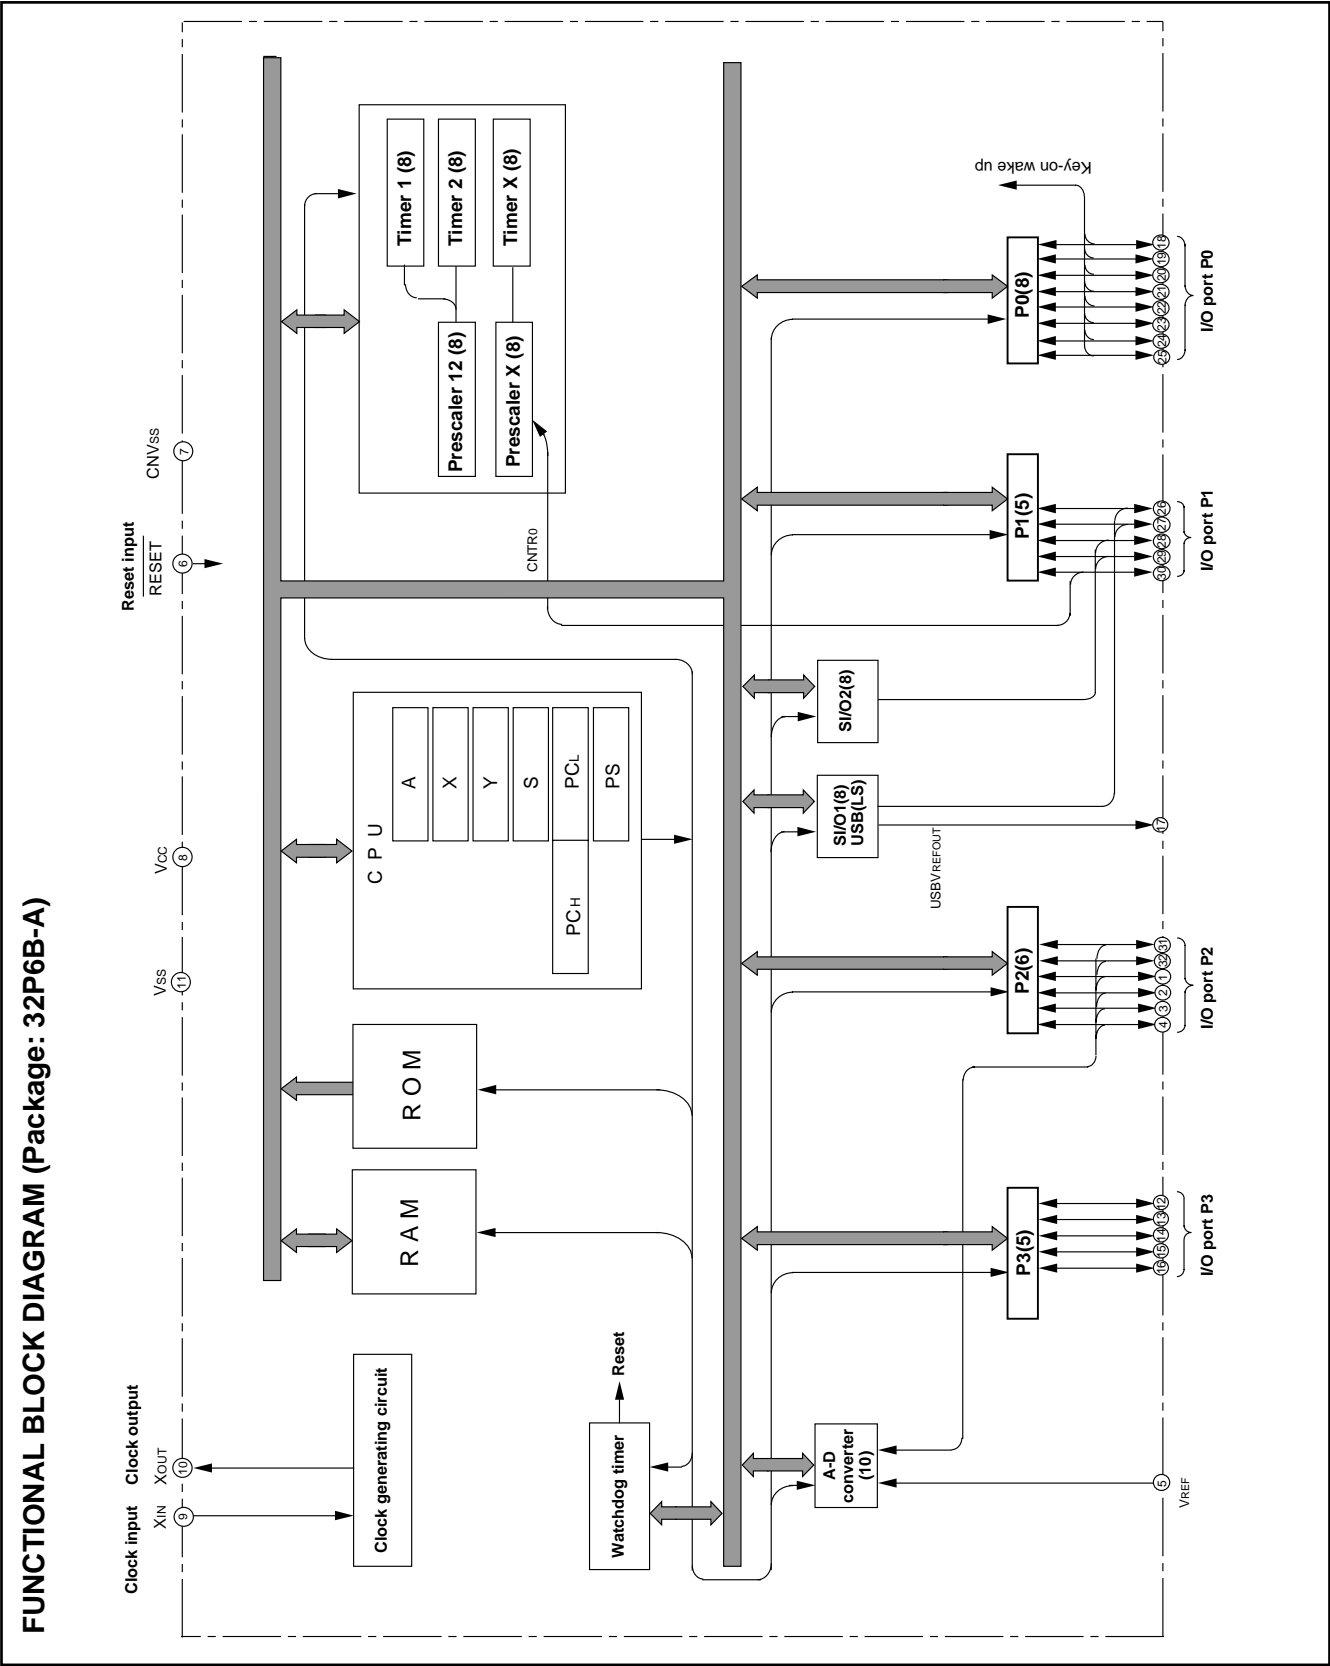 FUNCTIONAL BLOCK DIAGRAM (Package: 32P6B-A)
Clock input
XIN
9
Clock output
XOUT
10
VSS
11
VCC
8
Reset input
RESET
6
CNVSS
7
Clock generating circuit
RAM
ROM
CPU
A
X
Y
S
PCH
PCL
PS
Timer 1 (8)
Prescaler 12 (8)
Timer 2 (8)
Prescaler X (8)
Timer X (8)
CNTR0
Watchdog timer
Reset
A-D
converter
(10)
SI/O1(8)
USB(LS)
SI/O2(8)
USBVREFOUT
Key-on wake up
P3(5)
P2(6)
P1(5)
P0(8)
5
16
15
14
13
12
4
3
2
1
32
31
17
30
29
28
27
26
25
24
23
22
21
20
19
18
VREF
I/O port P3
I/O port P2
I/O port P1
I/O port P0